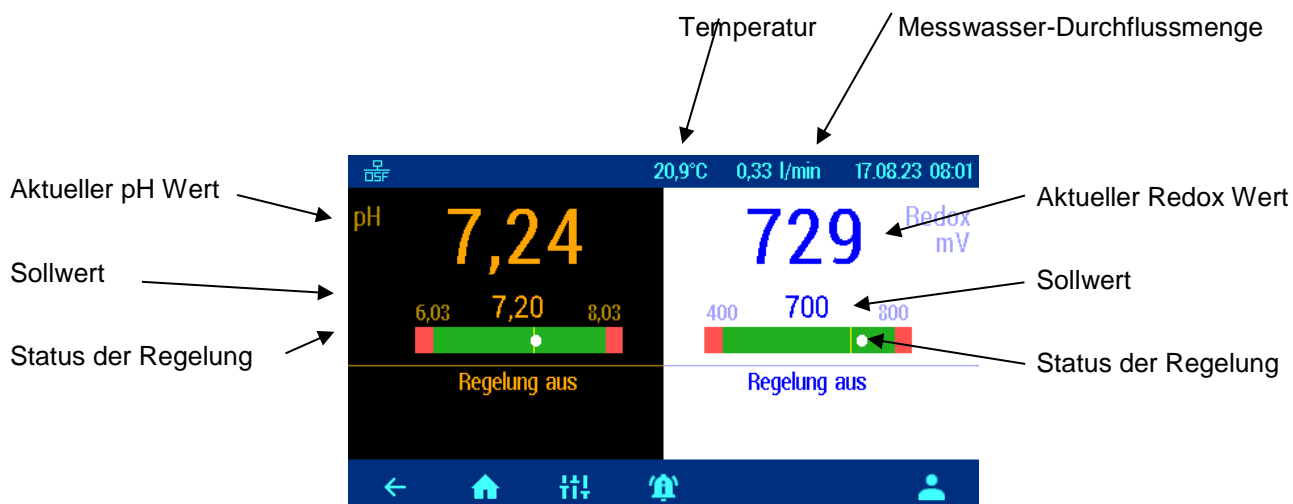 Temperatur
Messwasser-Durchflussmenge
OSF
20,9°C
0,33 l/min
17.08.23 08:01
Aktueller pH Wert
Sollwert
Status der Regelung
pH
7,24
6,03
7,20
8,03
Regelung aus
729
Redox
mV
400
700
800
Regelung aus
Aktueller Redox Wert
Sollwert
Status der Regelung